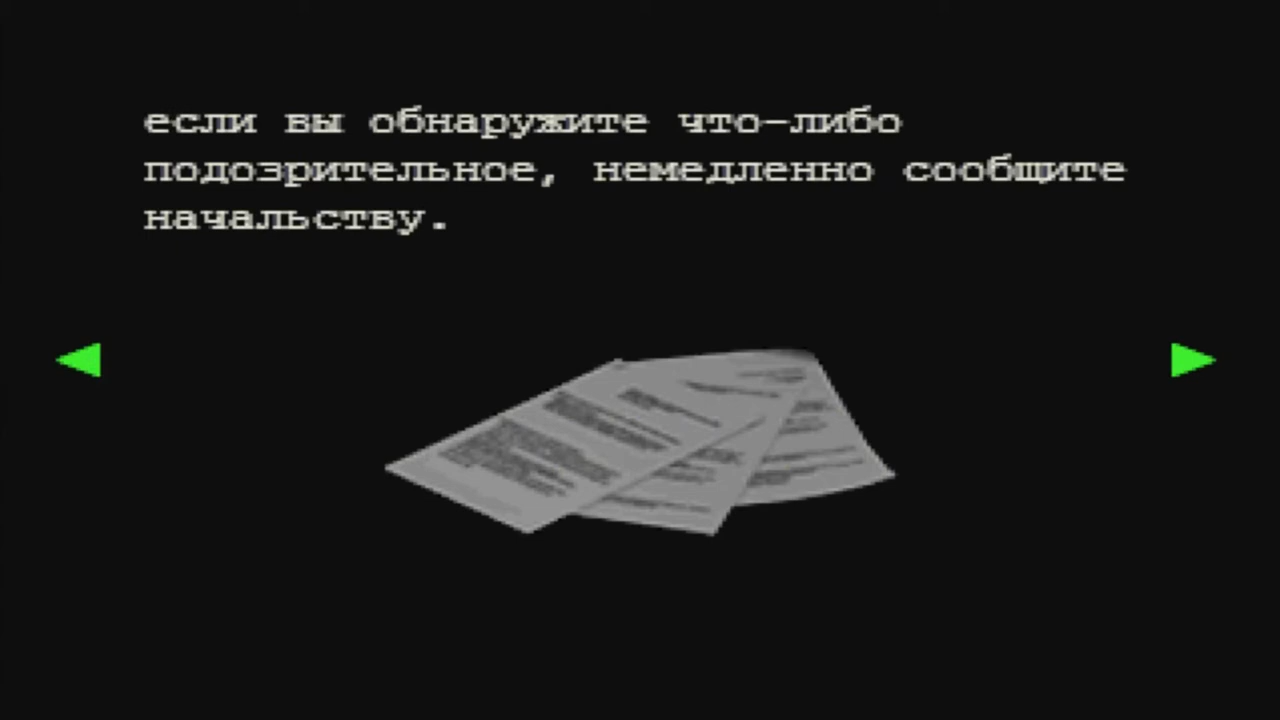 если вы обнаружите что-либо
подозрительное, немедленно сообщите
начальству.